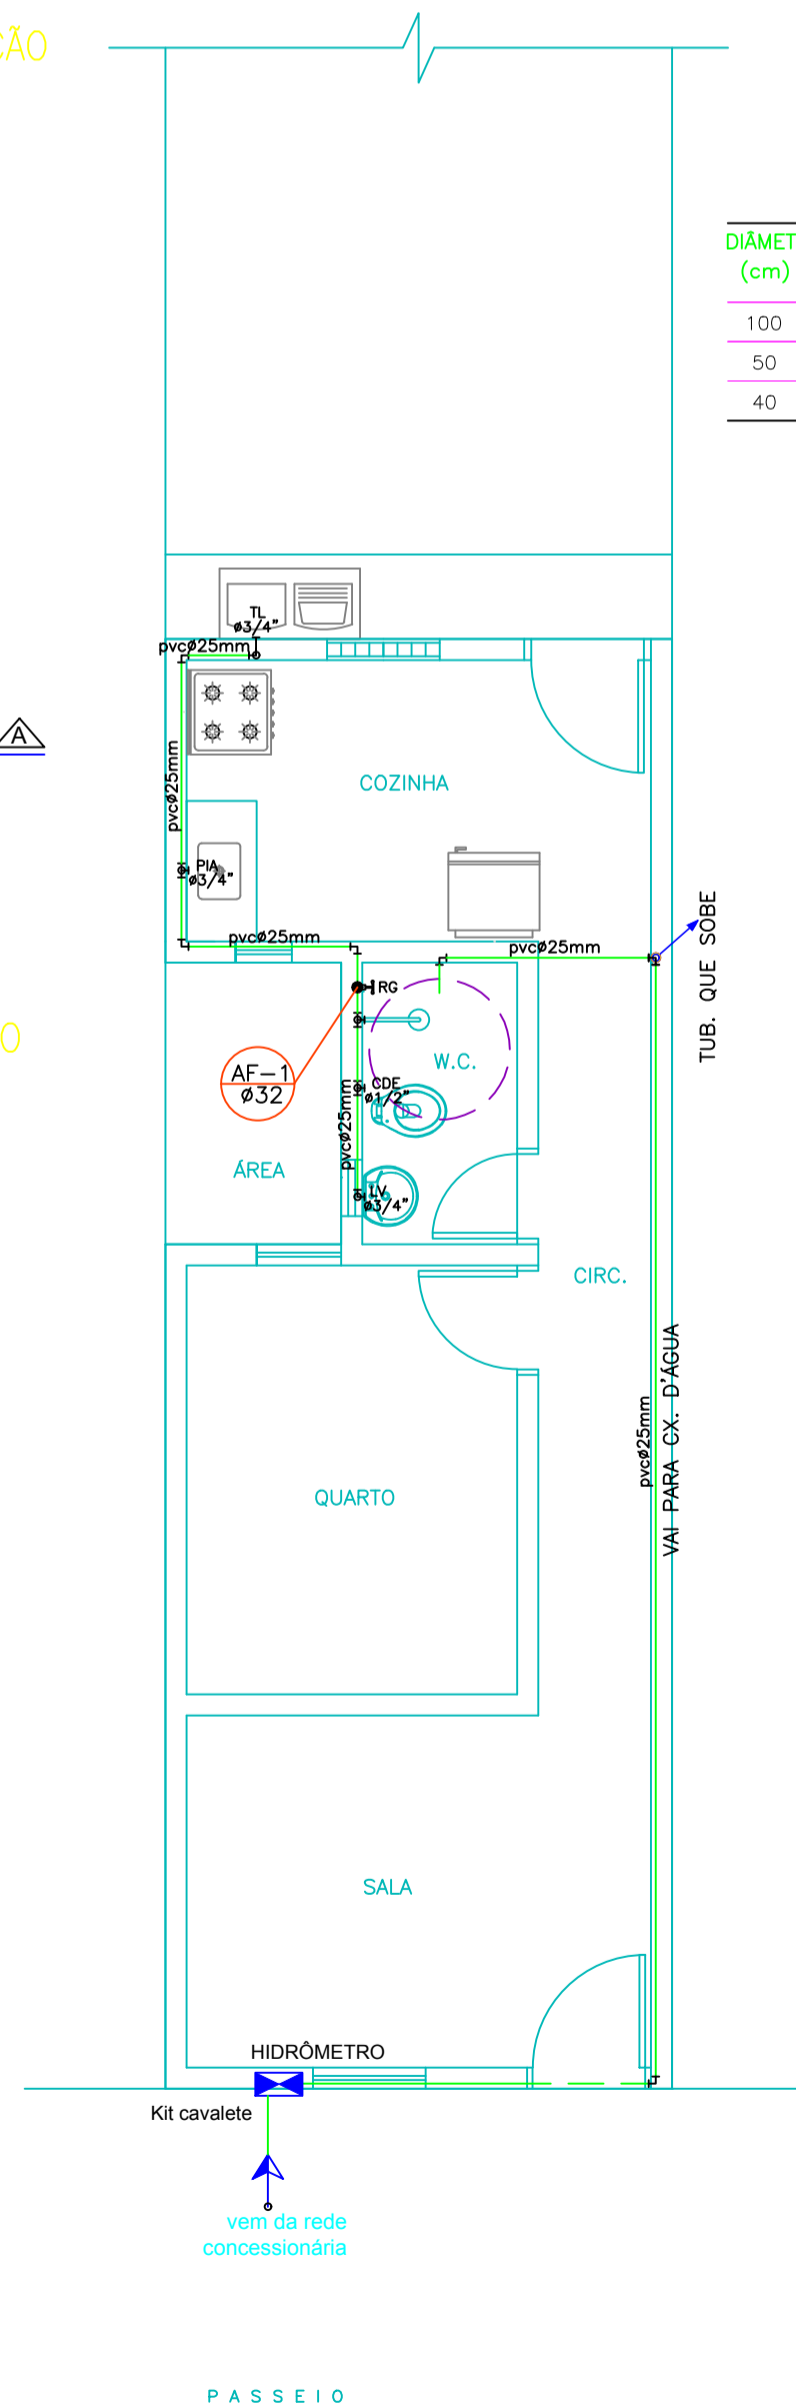 ÇÃO
DIÂMET
(cm)
100
50
40
TL
ø3/4"
pvcø25mm
A
pvcø25mm
COZINHA
PIA
ø3/4"
pvcø25mm
pvcø25mm
TUB. QUE SOBE
RG
O
AF-1
ø32
W.C.
CDE
ø1/2"
pvcø25mm
ÁREA
LV
ø3/4"
CIRC.
pvcø25mm
VAI PARA CX. D'ÁGUA
QUARTO
SALA
HIDRÔMETRO
Kit cavalete
vem da rede
concessionária
PASSEIO